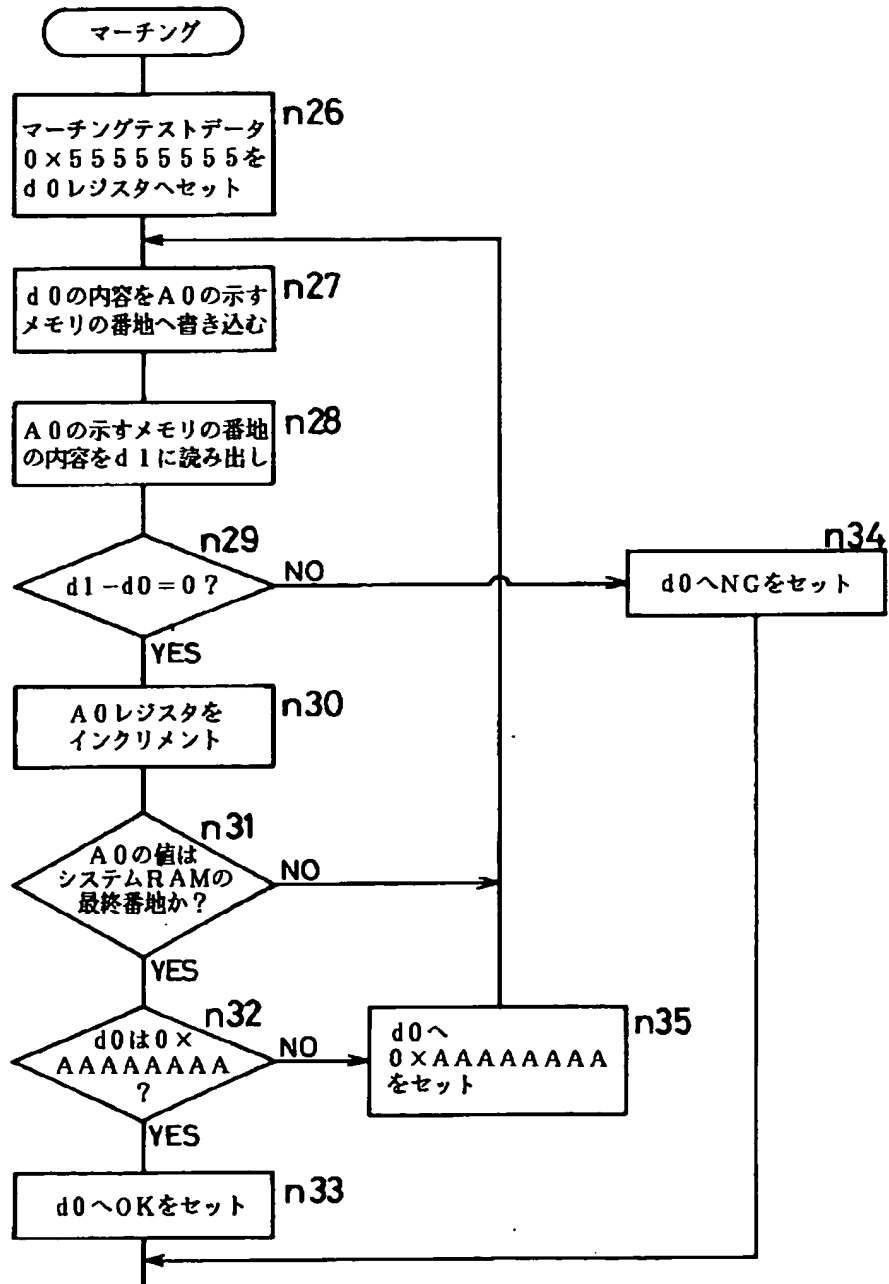 マーチング
n26
マーチングテストデータ
0×55555555を
d0レジスタへセット
n27
d0の内容をA0の示す
メモリの番地へ書き込む
n28
A0の示すメモリの番地
の内容をd1に読み出し
n29
d1-d0=0?
NO
YES
n34
d0へNGをセット
n30
A0レジスタを
インクリメント
n31
A0の値は
システムRAMの
最終番地か?
NO
YES
n32
d0は0×
AAAAAAAA
?
NO
YES
n35
d0へ
0×AAAAAAAA
をセット
n33
d0へOKをセット